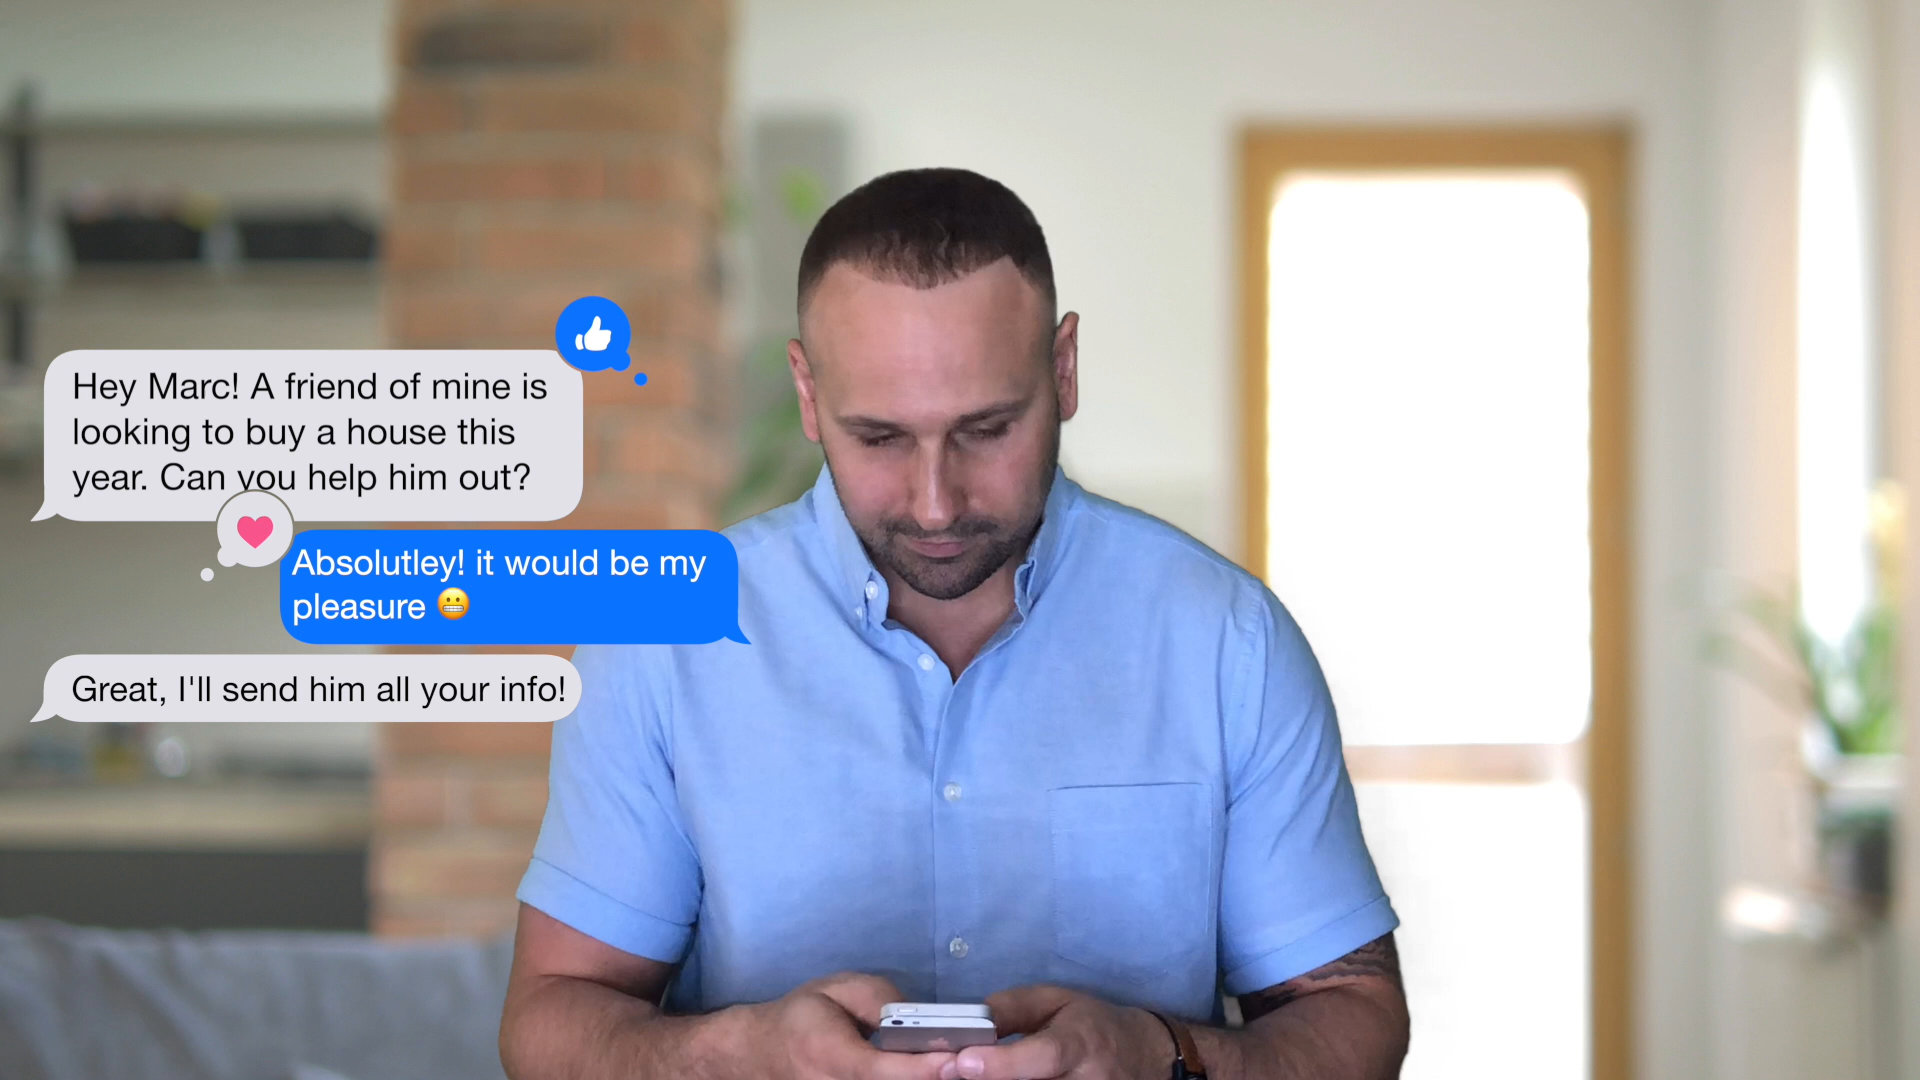 Hey Marc! A friend of mine is
looking to buy a house this
year. Can you help him out?
Absolutley! it would be my
pleasure 😬
Great, I'll send him all your info!